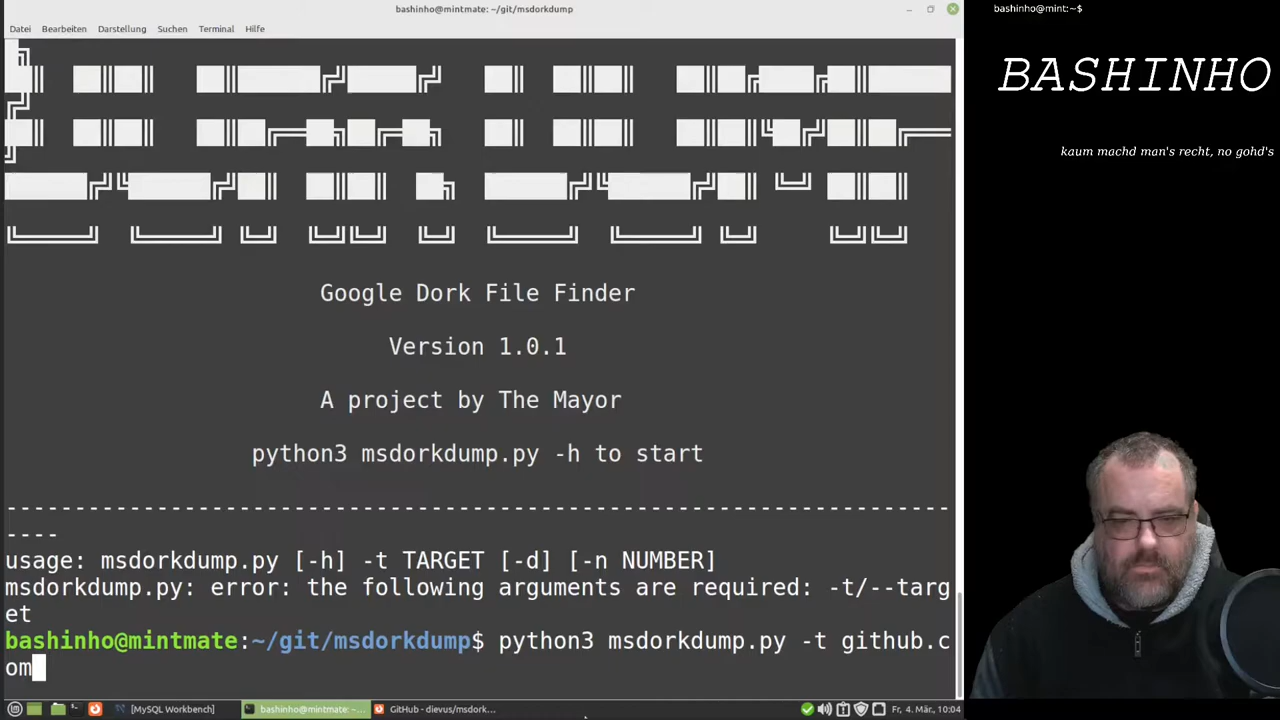 bashinho@mintmate: ~/git/msdorkdump
bashinho@mint:~$
Datei Bearbeiten Darstellung Suchen Terminal Hilfe
BASHINHO
kaum machd man's recht, no gohd's
Google Dork File Finder
Version 1.0.1
A project by The Mayor
python3 msdorkdump.py -h to start
---------------------------------------------------------------------
----
usage: msdorkdump.py [-h] -t TARGET [-d] [-n NUMBER]
msdorkdump.py: error: the following arguments are required: -t/--targ
et
bashinho@mintmate:~/git/msdorkdump$ python3 msdorkdump.py -t github.c
om
[MySQL Workbench] bashinho@mintmate: ~... GitHub - dievus/msdork... Fr, 4. Mär., 10:04